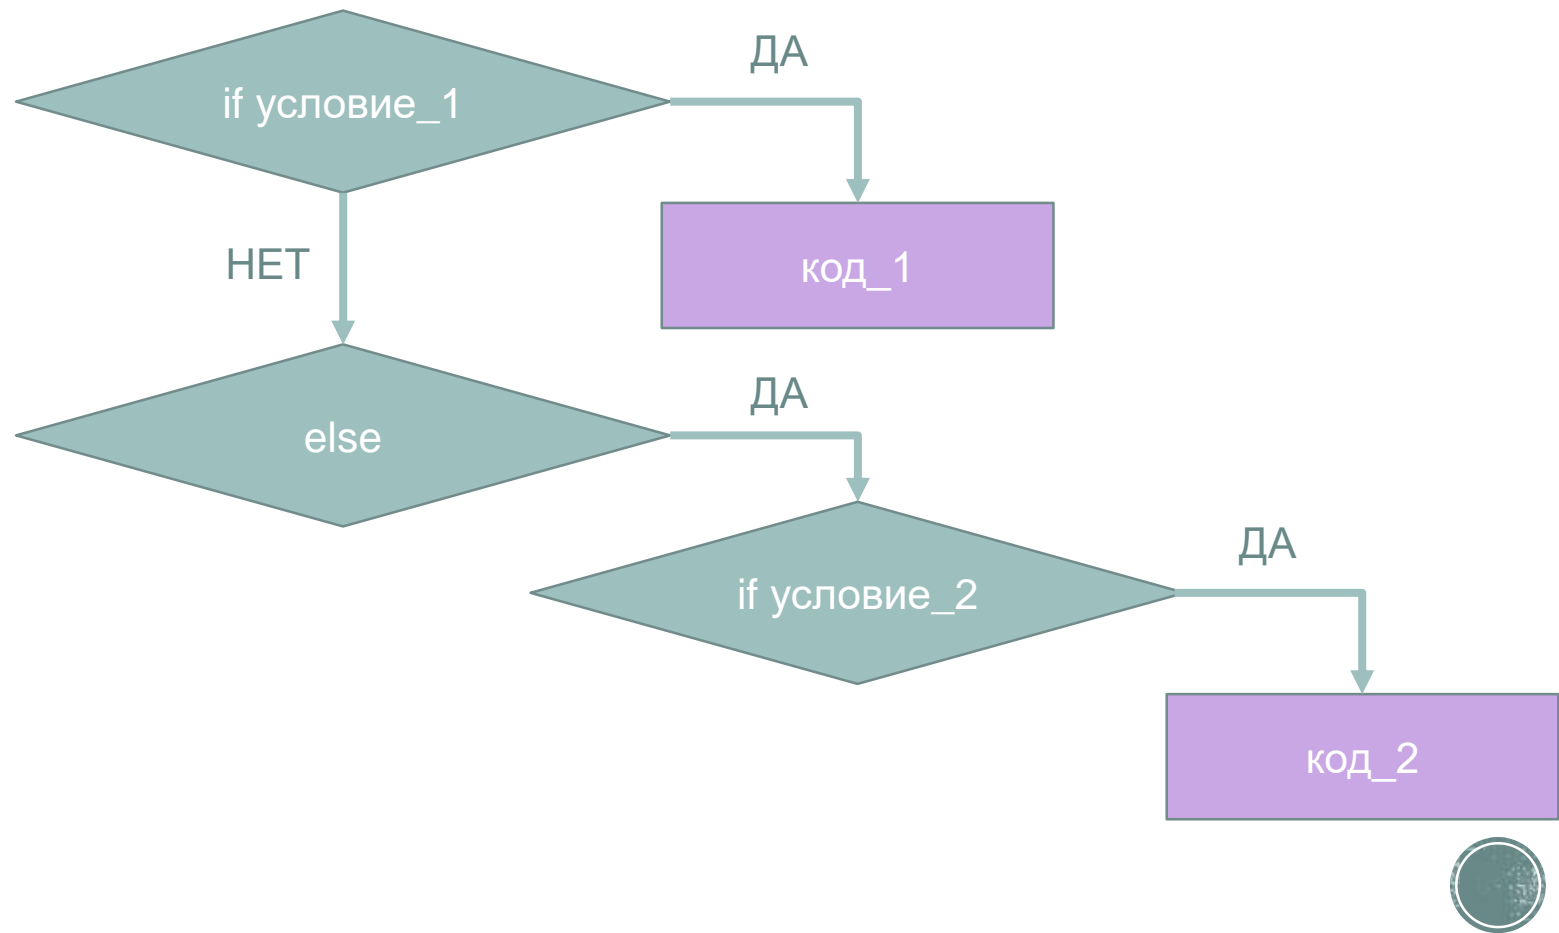 ДА
if условие_1
НЕТ
код_1
ДА
else
ДА
if условие_2
код_2